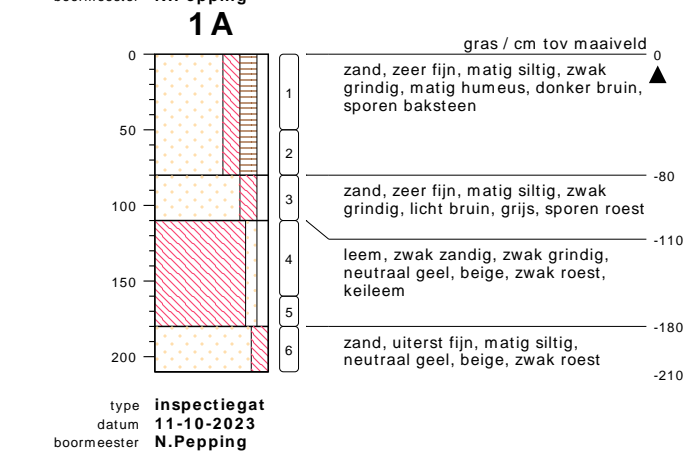 boormeester N.Pepping
1A
gras / cm tov maaiveld
0
0
zand, zeer fijn, matig siltig, zwak
grindig, matig humeus, donker bruin,
sporen baksteen
1
50
2
-80
zand, zeer fijn, matig siltig, zwak
grindig, licht bruin, grijs, sporen roest
3
100
-110
leem, zwak zandig, zwak grindig,
neutraal geel, beige, zwak roest,
keileem
4
150
5
-180
zand, uiterst fijn, matig siltig,
neutraal geel, beige, zwak roest
6
200
-210
type inspectiegat
datum 11-10-2023
boormeester N.Pepping